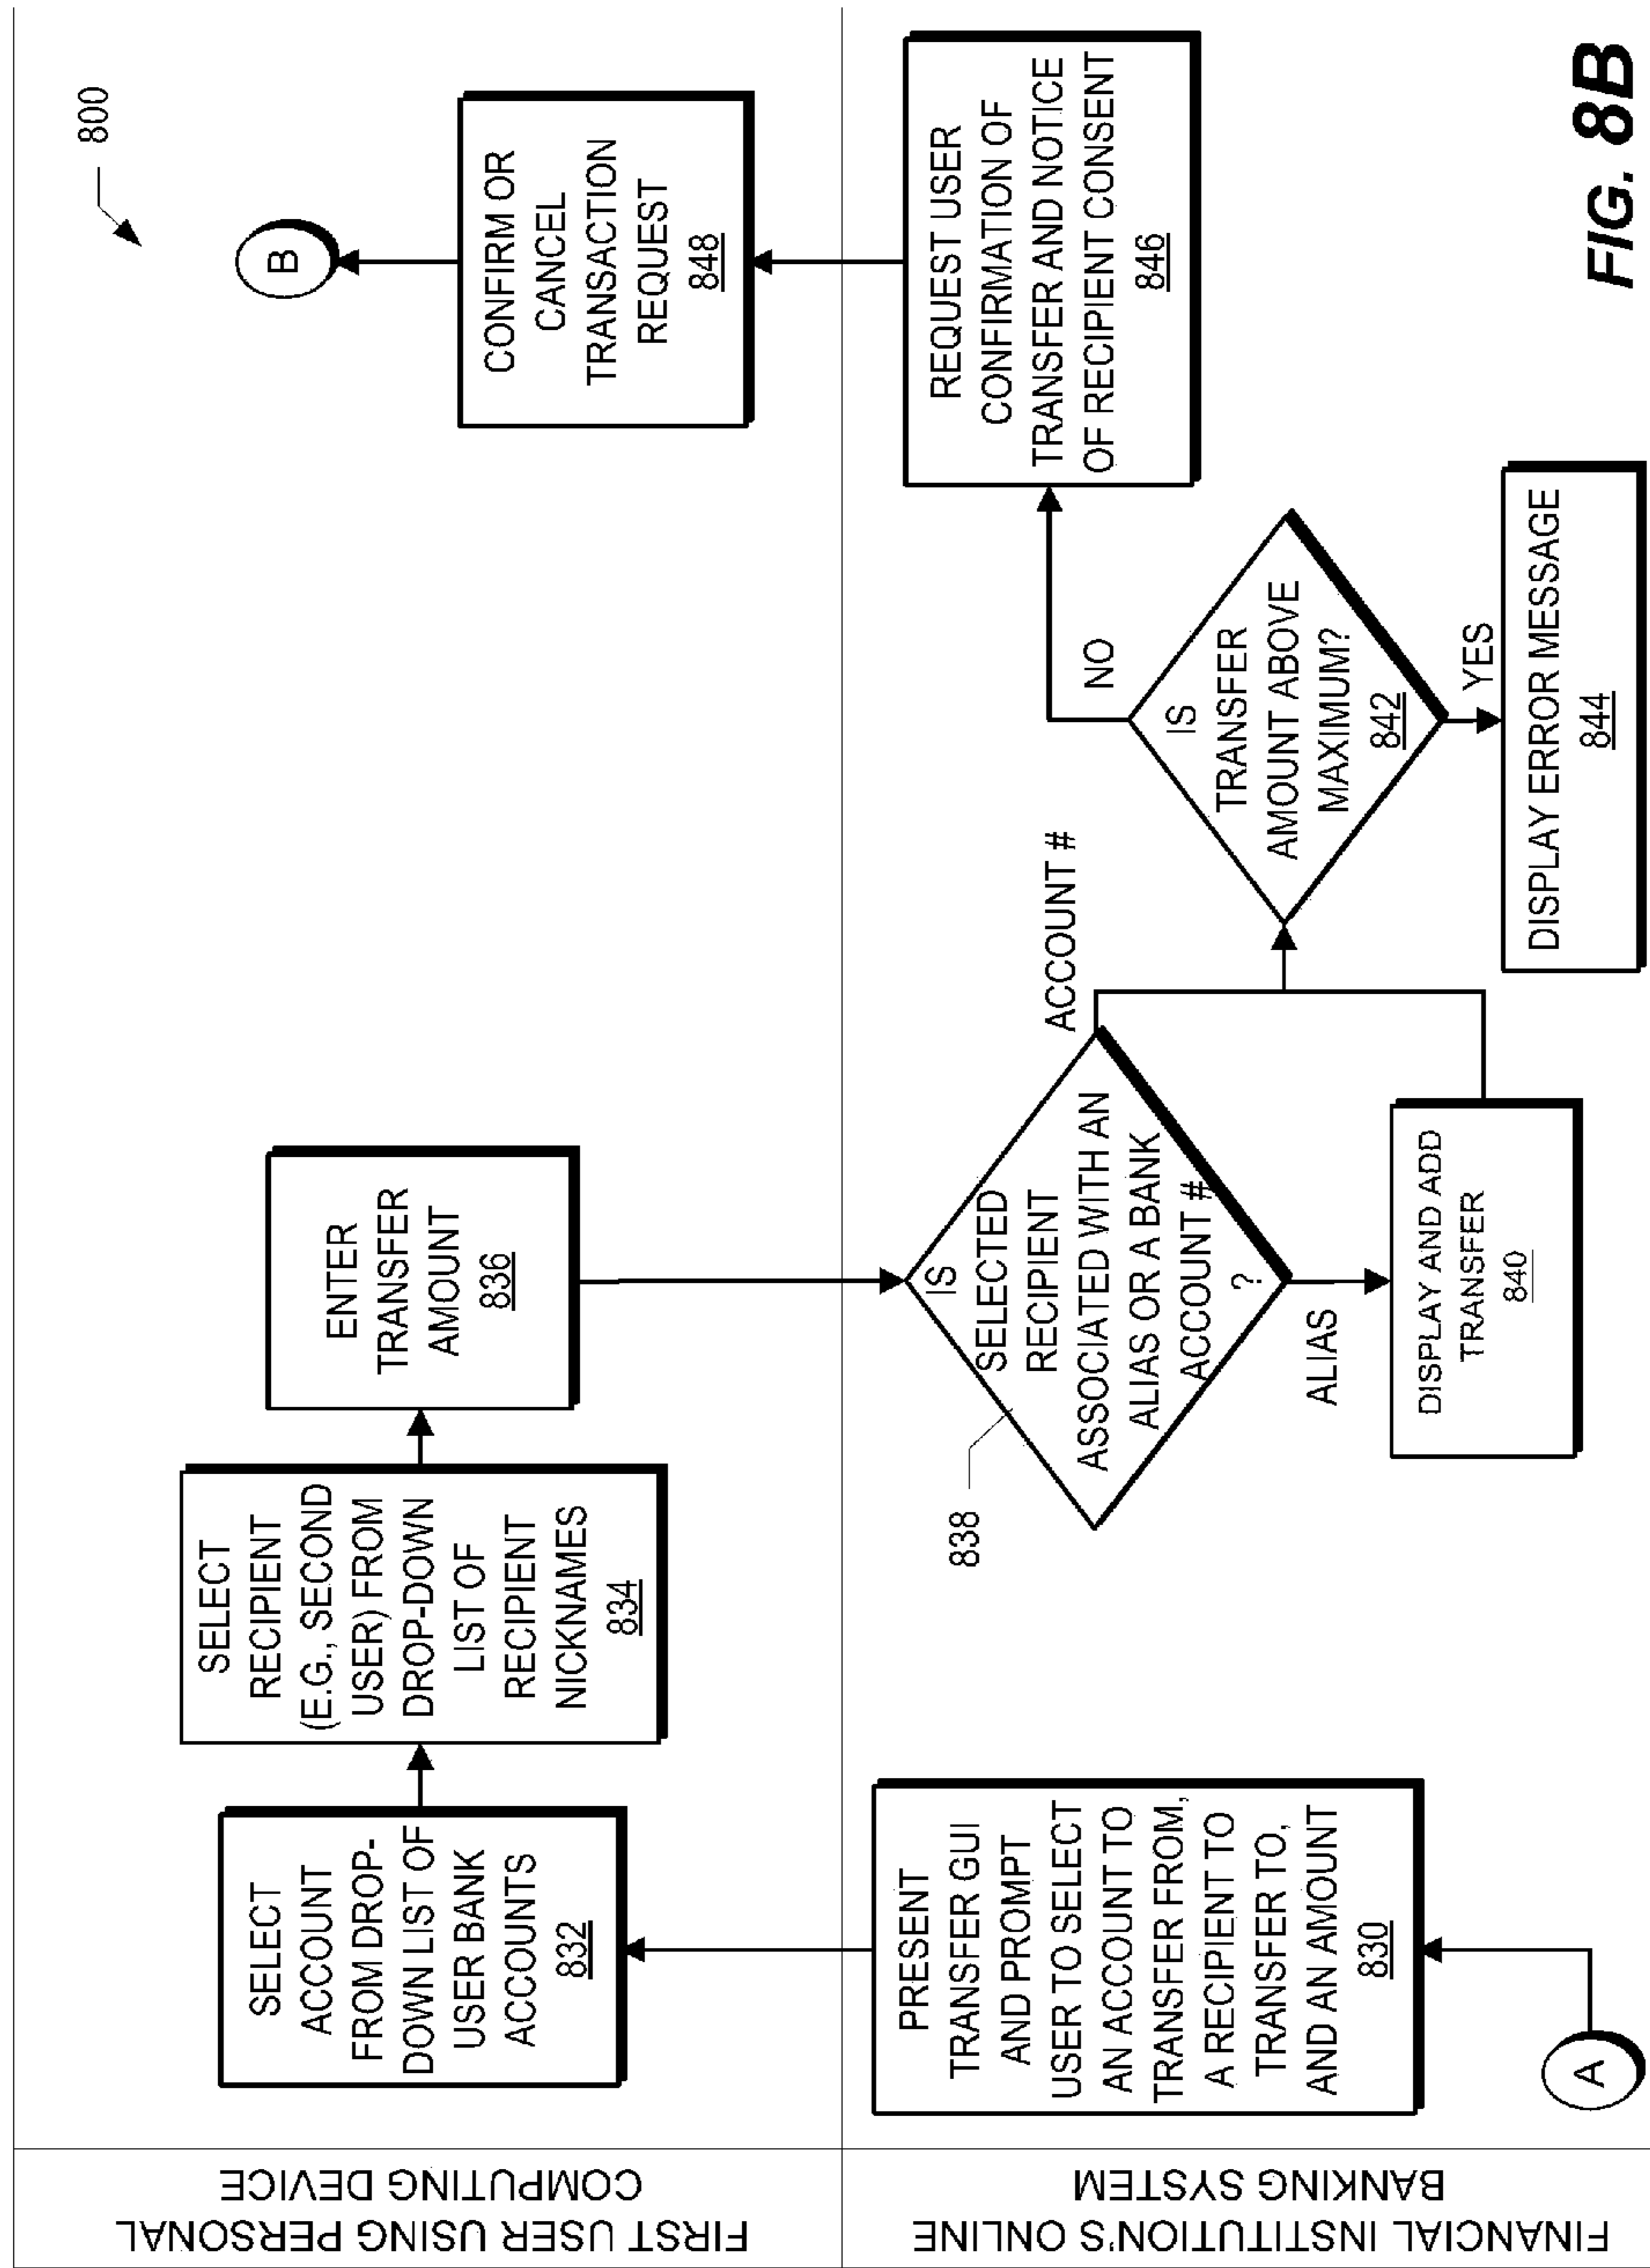 800
FIRST USER USING PERSONAL
COMPUTING DEVICE
SELECT
ACCOUNT
FROM DROP-
DOWN LIST OF
USER BANK
ACCOUNTS
832
SELECT
RECIPIENT
(E.G., SECOND
USER) FROM
DROP-DOWN
LIST OF
RECIPIENT
NICKNAMES
834
ENTER
TRANSFER
AMOUNT
836
B
CONFIRM OR
CANCEL
TRANSACTION
REQUEST
848
FINANCIAL INSTITUTION'S ONLINE
BANKING SYSTEM
A
PRESENT
TRANSFER GUI
AND PROMPT
USER TO SELECT
AN ACCOUNT TO
TRANSFER FROM,
A RECIPIENT TO
TRANSFER TO,
AND AN AMOUNT
830
838
IS
SELECTED
RECIPIENT
ASSOCIATED WITH AN
ALIAS OR A BANK
ACCOUNT #
?
ALIAS
DISPLAY AND ADD
TRANSFER
840
ACCOUNT #
IS
TRANSFER
AMOUNT ABOVE
MAXIMUM?
842
NO
YES
DISPLAY ERROR MESSAGE
844
REQUEST USER
CONFIRMATION OF
TRANSFER AND NOTICE
OF RECIPIENT CONSENT
846
FIG. 8B